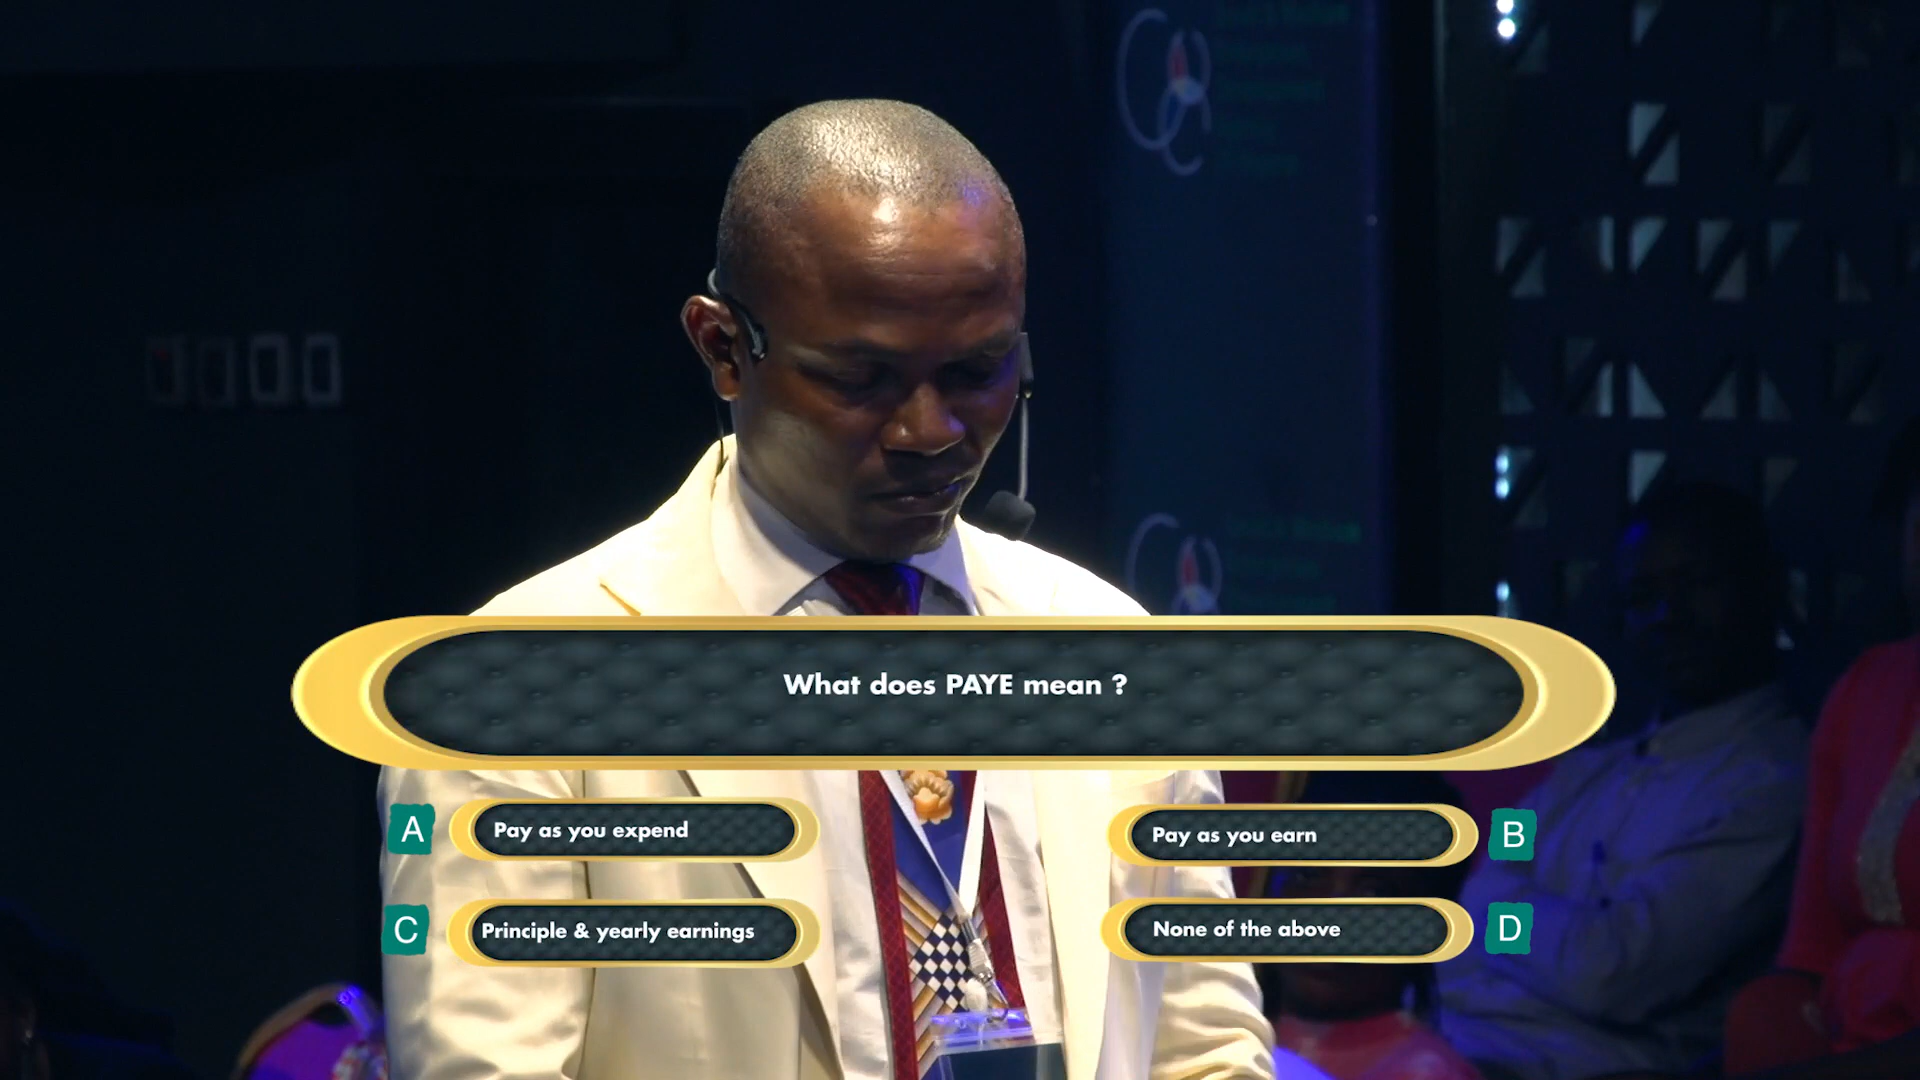 What does PAYE mean ?
A Pay as you expend
Pay as you earn B
C Principle & yearly earnings
None of the above D